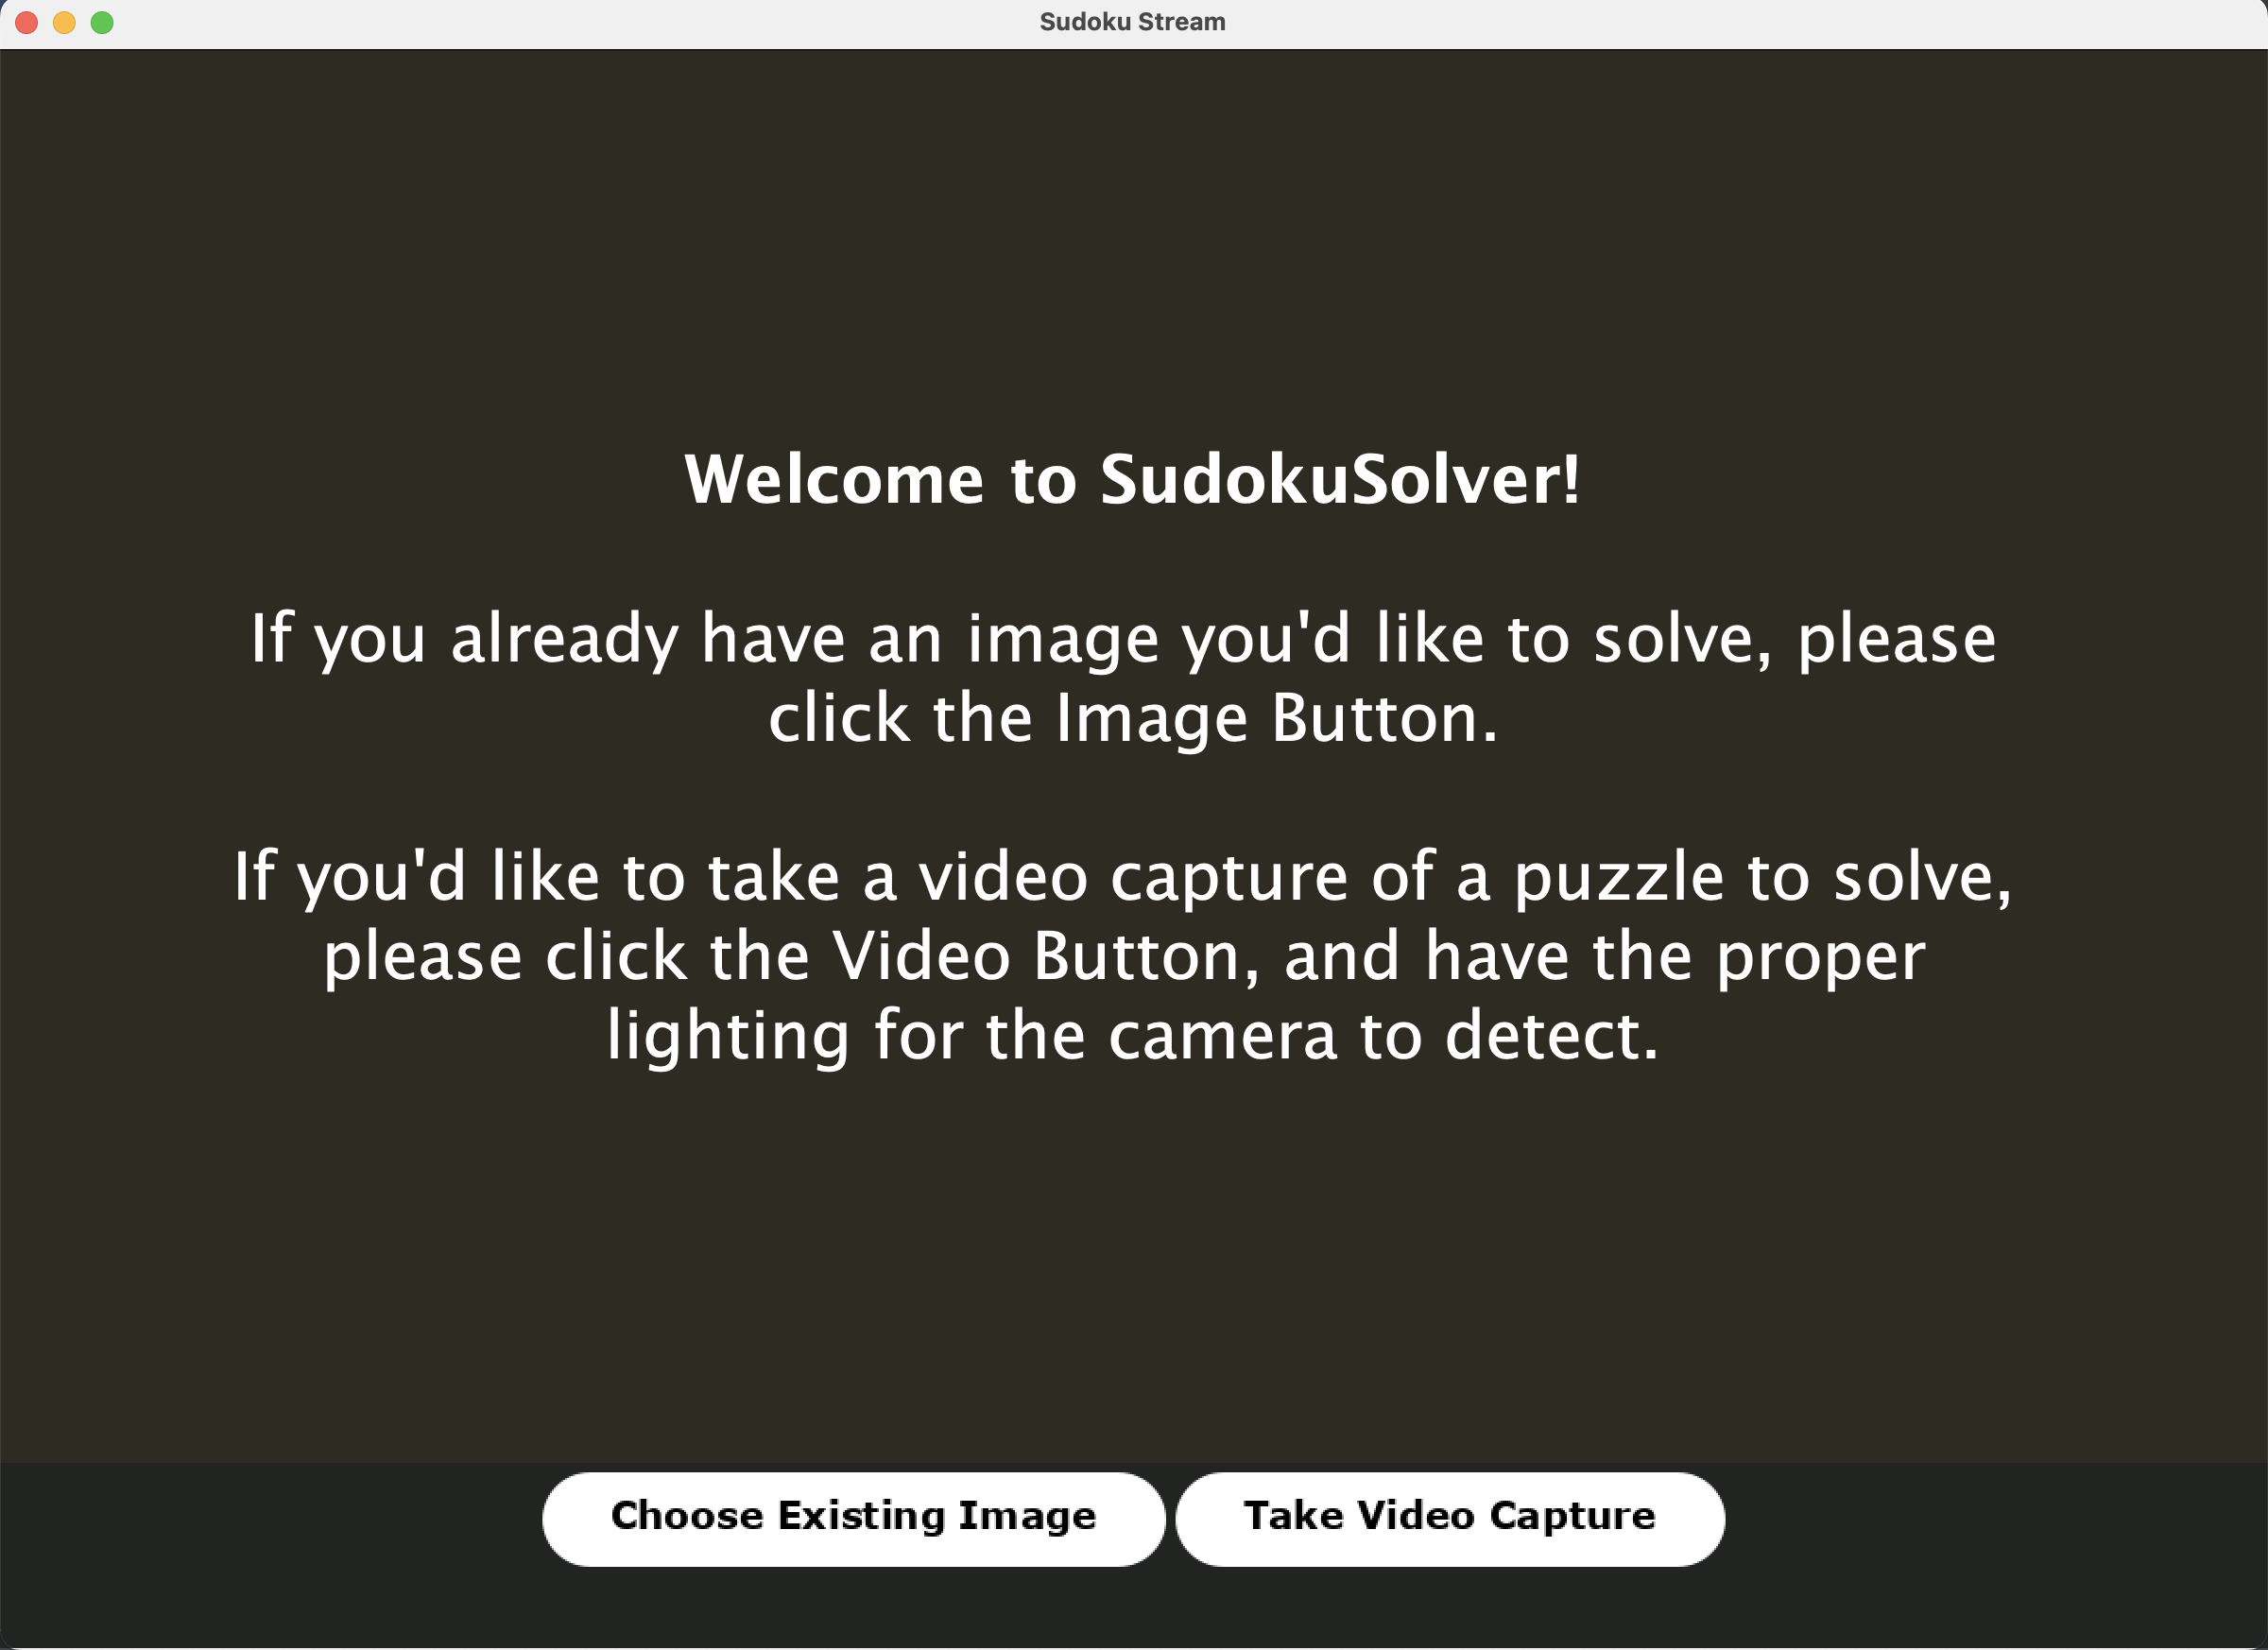 Sudoku Stream
Welcome to SudokuSolver!
If you already have an image you'd like to solve, please
click the Image Button.
If you'd like to take a video capture of a puzzle to solve,
please click the Video Button, and have the proper
lighting for the camera to detect.
Choose Existing Image
Take Video Capture